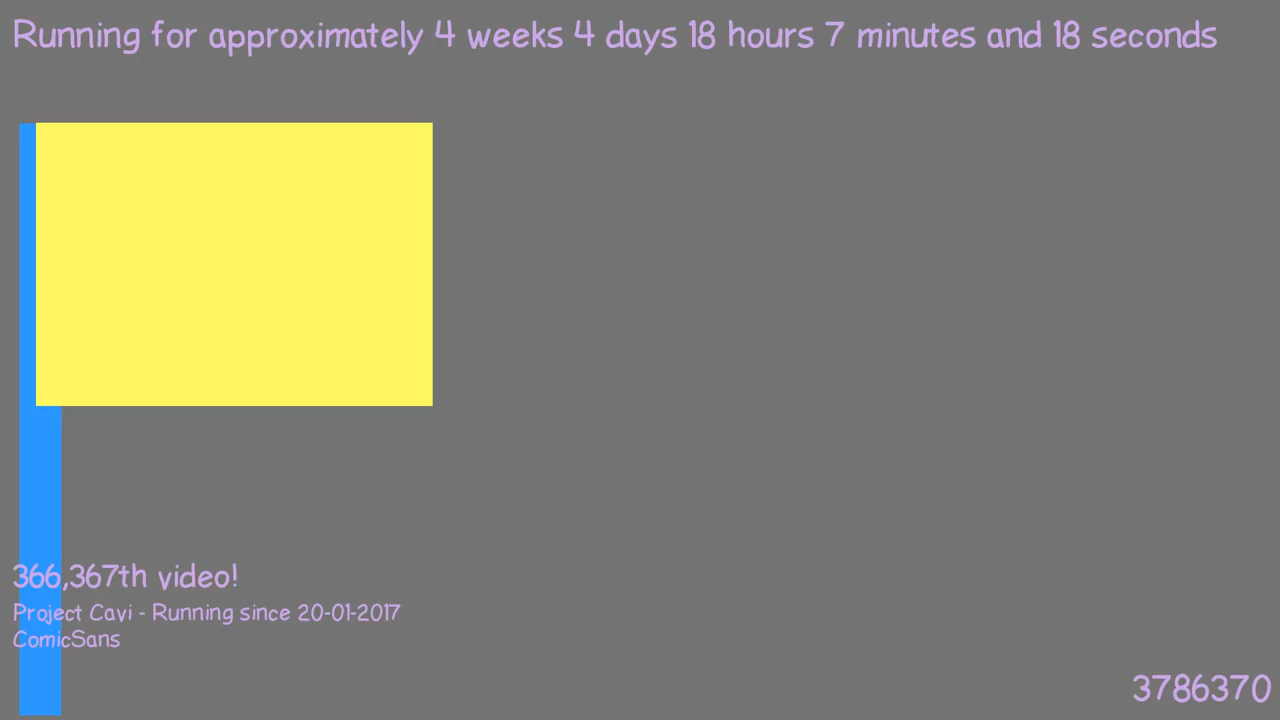 Running for approximately 4 weeks 4 days 18 hours 7 minutes and 18 seconds
366,367th video!
Project Cavi - Running since 20-01-2017
ComicSans
3786370